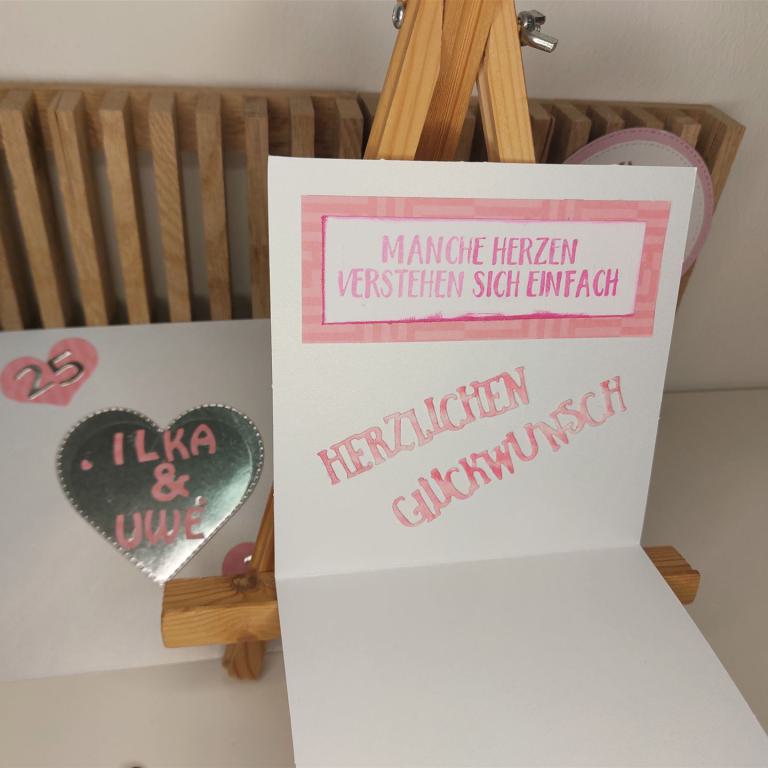 MANCHE HERZEN
VERSTEHEN SICH EINFACH
HERZLICHEN
GLÜCKWUNSCH
25
ILKA
&
UWE